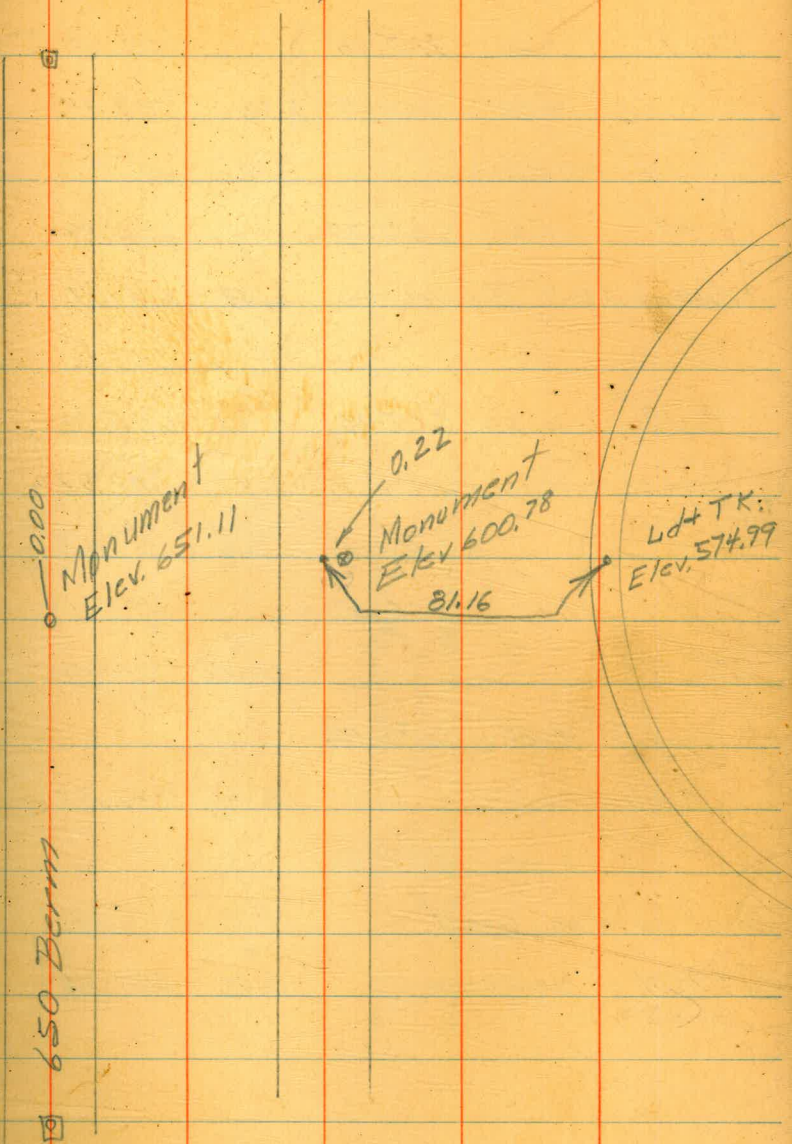 0.00
Monument
Elev. 651.11
0.22
Monument
Elev 600.78
81.16
Ld + TK.
Elev. 574.99
650 Berm